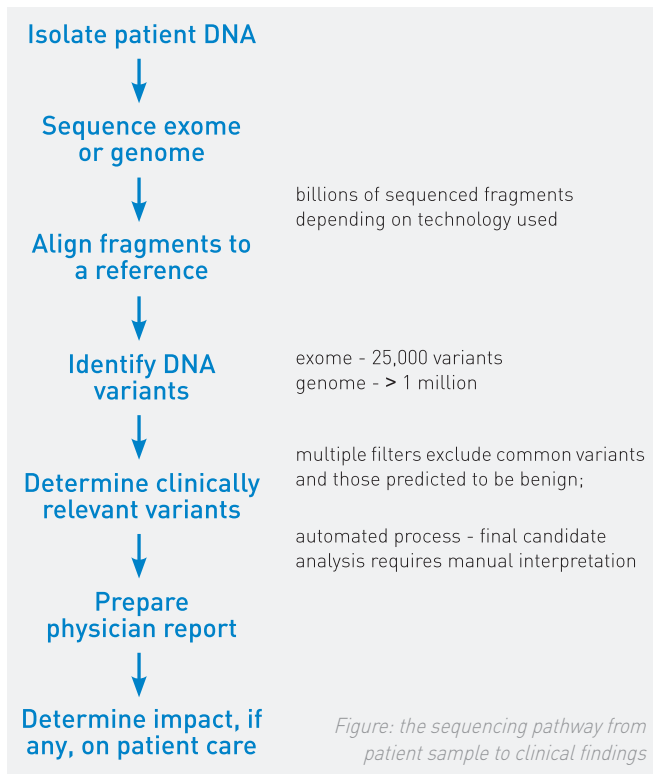 Isolate patient DNA
Sequence exome
or genome
billions of sequenced fragments
depending on technology used
Align fragments to
a reference
Identify DNA
variants
exome - 25,000 variants
genome - > 1 million
Determine clinically
relevant variants
multiple filters exclude common variants
and those predicted to be benign;
automated process - final candidate
analysis requires manual interpretation
Prepare
physician report
Determine impact, if
any, on patient care
Figure: the sequencing pathway from
patient sample to clinical findings